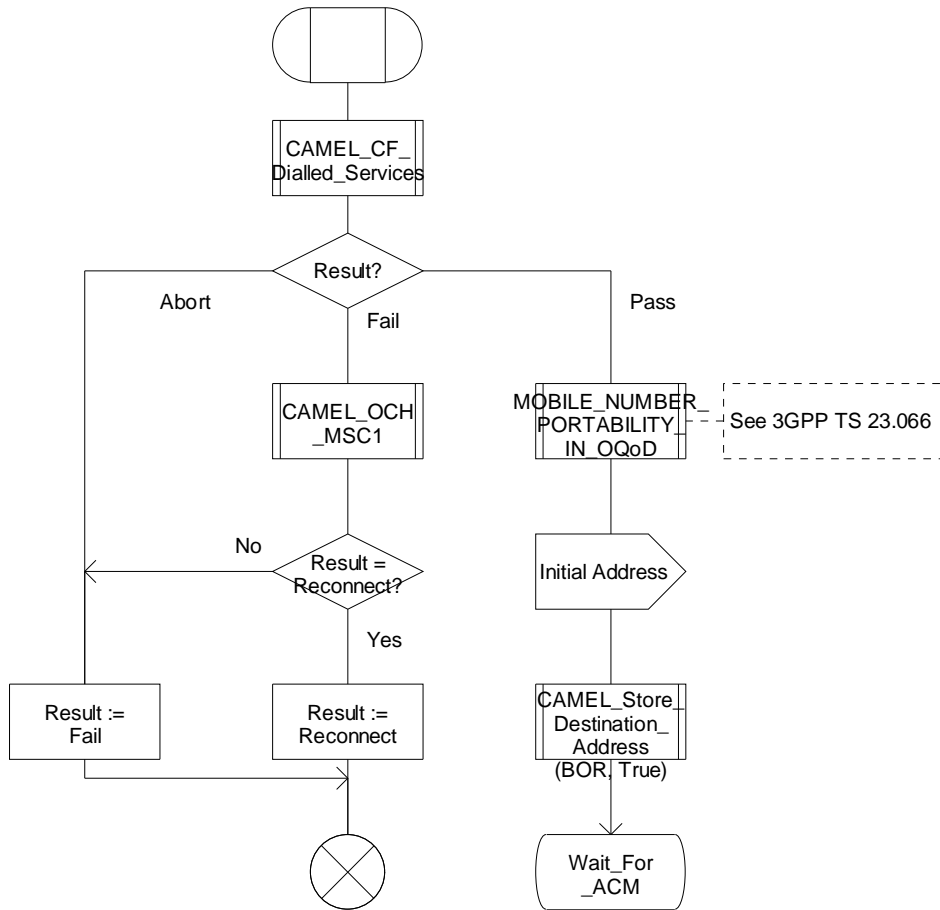 CAMEL_CF_
Dialled_Services
Result?
Abort
Fail
Pass
CAMEL_OCH
_MSC1
MOBILE_NUMBER_
PORTABILITY_
IN_OQoD
See 3GPP TS 23.066
No
Result =
Reconnect?
Initial Address
Yes
Result :=
Fail
Result :=
Reconnect
CAMEL_Store_
Destination_
Address
(BOR, True)
Wait_For
_ACM